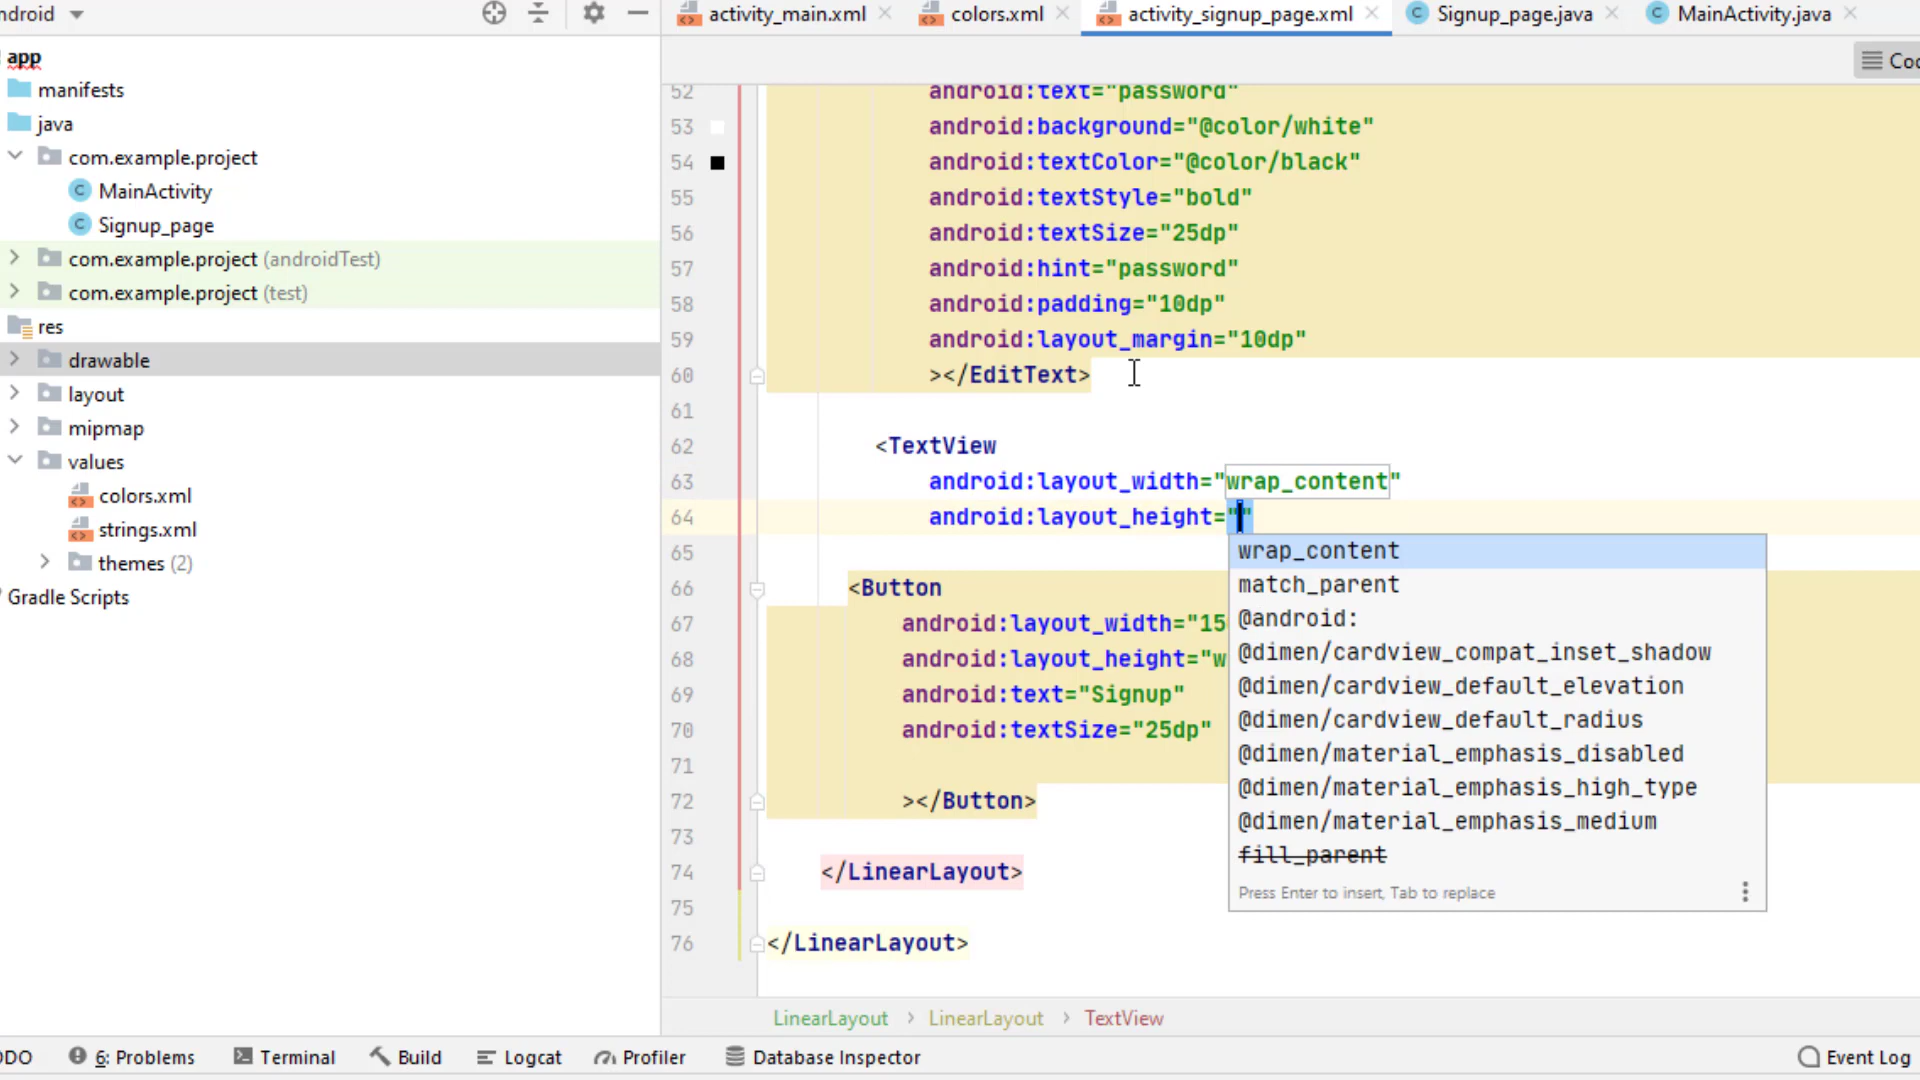 ndroid
activity_main.xml
colors.xml
activity_signup_page.xml
Signup_page.java
MainActivity.java
app
manifests
java
com.example.project
MainActivity
Signup_page
com.example.project (androidTest)
com.example.project (test)
res
drawable
layout
mipmap
values
colors.xml
strings.xml
themes (2)
Gradle Scripts
Coc
52 android:text="password"
53 android:background="@color/white"
54 android:textColor="@color/black"
55 android:textStyle="bold"
56 android:textSize="25dp"
57 android:hint="password"
58 android:padding="10dp"
59 android:layout_margin="10dp"
60 ></EditText>
61
62 <TextView
63 android:layout_width="wrap_content"
64 android:layout_height=""
65
66 <Button
67 android:layout_width="15
68 android:layout_height="w
69 android:text="Signup"
70 android:textSize="25dp"
71
72 ></Button>
73
74 </LinearLayout>
75
76 </LinearLayout>
wrap_content
match_parent
@android:
@dimen/cardview_compat_inset_shadow
@dimen/cardview_default_elevation
@dimen/cardview_default_radius
@dimen/material_emphasis_disabled
@dimen/material_emphasis_high_type
@dimen/material_emphasis_medium
fill_parent
Press Enter to insert, Tab to replace
LinearLayout > LinearLayout > TextView
ODO
6: Problems
Terminal
Build
Logcat
Profiler
Database Inspector
Event Log